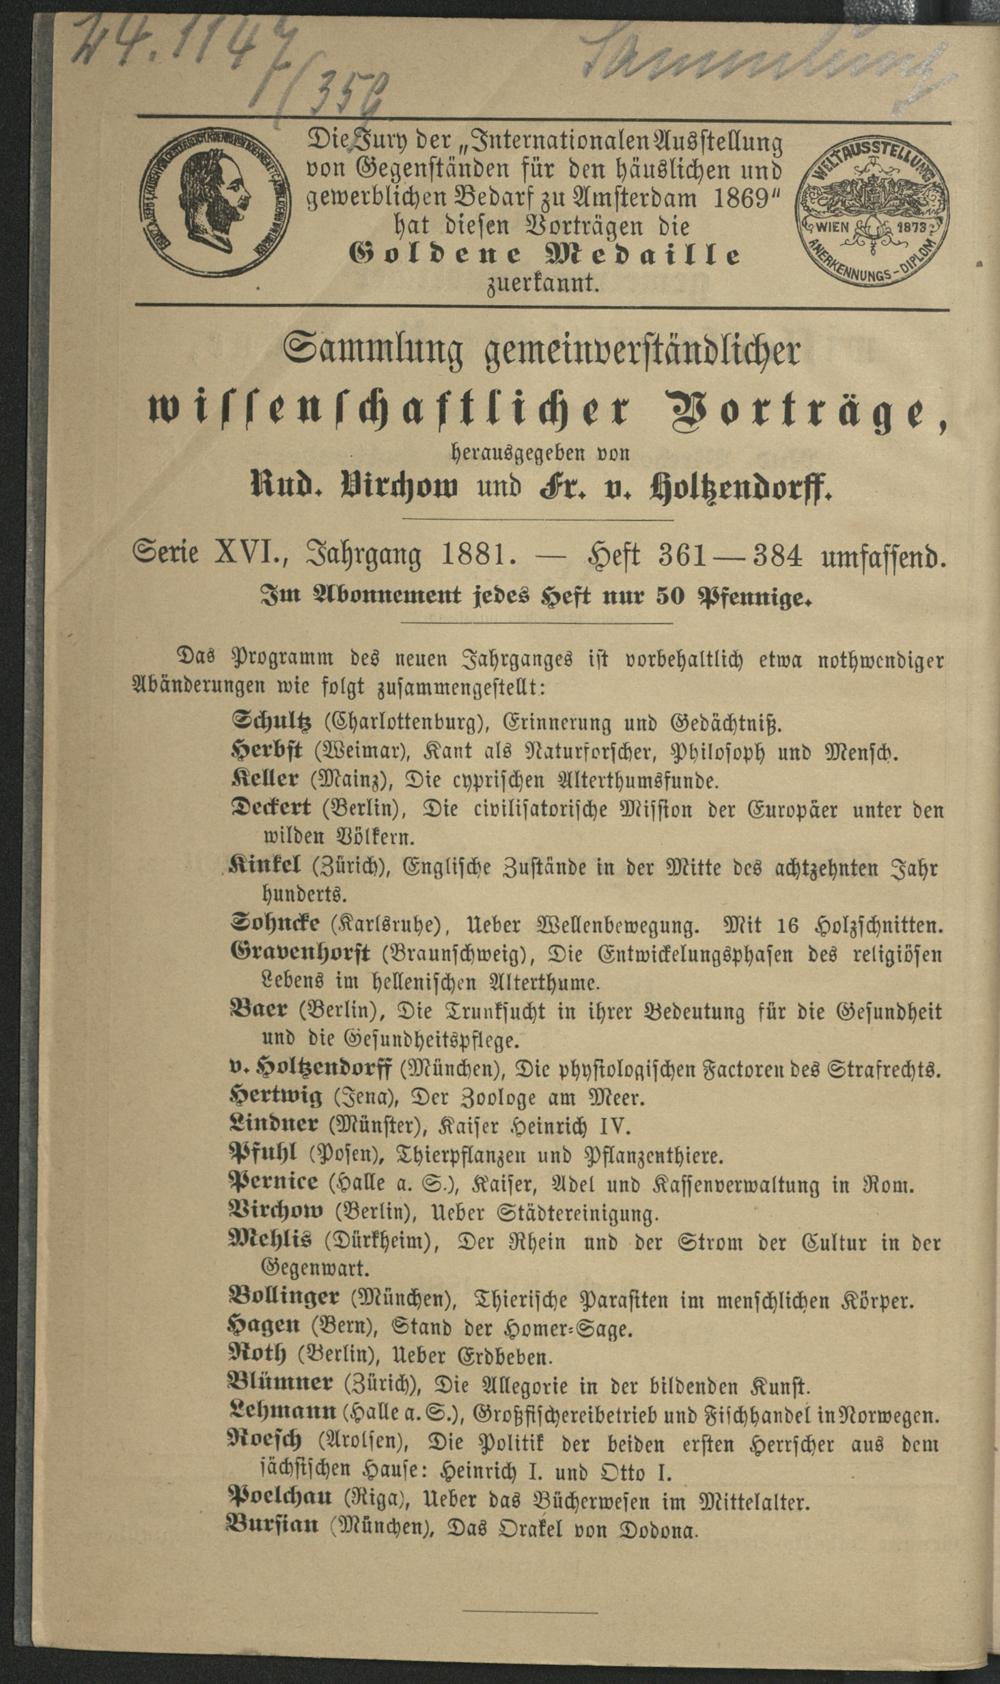 24.1147/359 Sammlung
Die Jury der „Internationalen Ausstellung
von Gegenständen für den häuslichen und
gewerblichen Bedarf zu Amsterdam 1869"
hat diesen Vorträgen die
Goldene Medaille
zuerkannt.
WELTAUSSTELLUNG
WIEN 1873
ANERKENNUNGS-DIPLOM
Sammlung gemeinverständlicher
wissenschaftlicher Vorträge,
herausgegeben von
Rud. Virchow und Fr. v. Holtzendorff.
Serie XVI., Jahrgang 1881. — Heft 361—384 umfassend.
Im Abonnement jedes Heft nur 50 Pfennige.
Das Programm des neuen Jahrganges ist vorbehaltlich etwa nothwendiger
Abänderungen wie folgt zusammengestellt:
Schultz (Charlottenburg), Erinnerung und Gedächtniß.
Herbst (Weimar), Kant als Naturforscher, Philosoph und Mensch.
Keller (Mainz), Die cyprischen Alterthumsfunde.
Deckert (Berlin), Die civilisatorische Mission der Europäer unter den
wilden Völkern.
Kinkel (Zürich), Englische Zustände in der Mitte des achtzehnten Jahr
hunderts.
Sohncke (Karlsruhe), Ueber Wellenbewegung. Mit 16 Holzschnitten.
Gravenhorst (Braunschweig), Die Entwickelungsphasen des religiösen
Lebens im hellenischen Alterthume.
Baer (Berlin), Die Trunksucht in ihrer Bedeutung für die Gesundheit
und die Gesundheitspflege.
v. Holtzendorff (München), Die physiologischen Factoren des Strafrechts.
Hertwig (Jena), Der Zoologe am Meer.
Lindner (Münster), Kaiser Heinrich IV.
Pfuhl (Posen), Thierpflanzen und Pflanzenthiere.
Pernice (Halle a. S.), Kaiser, Adel und Kassenverwaltung in Rom.
Virchow (Berlin), Ueber Städtereinigung.
Mehlis (Dürkheim), Der Rhein und der Strom der Cultur in der
Gegenwart.
Bollinger (München), Thierische Parasiten im menschlichen Körper.
Hagen (Bern), Stand der Homer-Sage.
Roth (Berlin), Ueber Erdbeben.
Blümner (Zürich), Die Allegorie in der bildenden Kunst.
Lehmann (Halle a. S.), Großfischereibetrieb und Fischhandel in Norwegen.
Roesch (Arolsen), Die Politik der beiden ersten Herrscher aus dem
sächsischen Hause: Heinrich I. und Otto I.
Poelchau (Riga), Ueber das Bücherwesen im Mittelalter.
Bursian (München), Das Orakel von Dodona.